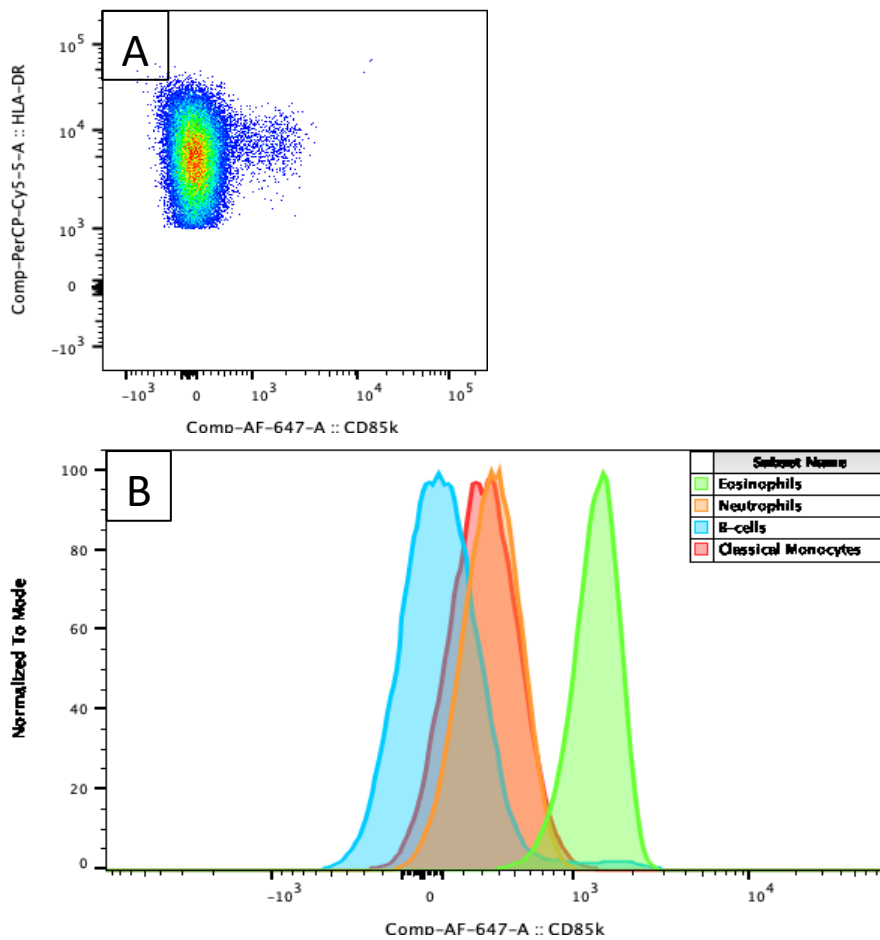 A
10^5
10^4
10^3
0
-10^3
Comp-PerCP-Cy5-5-A :: HLA-DR
-10^3 0 10^3 10^4 10^5
Comp-AF-647-A :: CD85k
B
Subset Name
Eosinophils
Neutrophils
B-cells
Classical Monocytes
100
80
60
40
20
0
Normalized To Mode
-10^3 0 10^3 10^4
Comp-AF-647-A :: CD85k